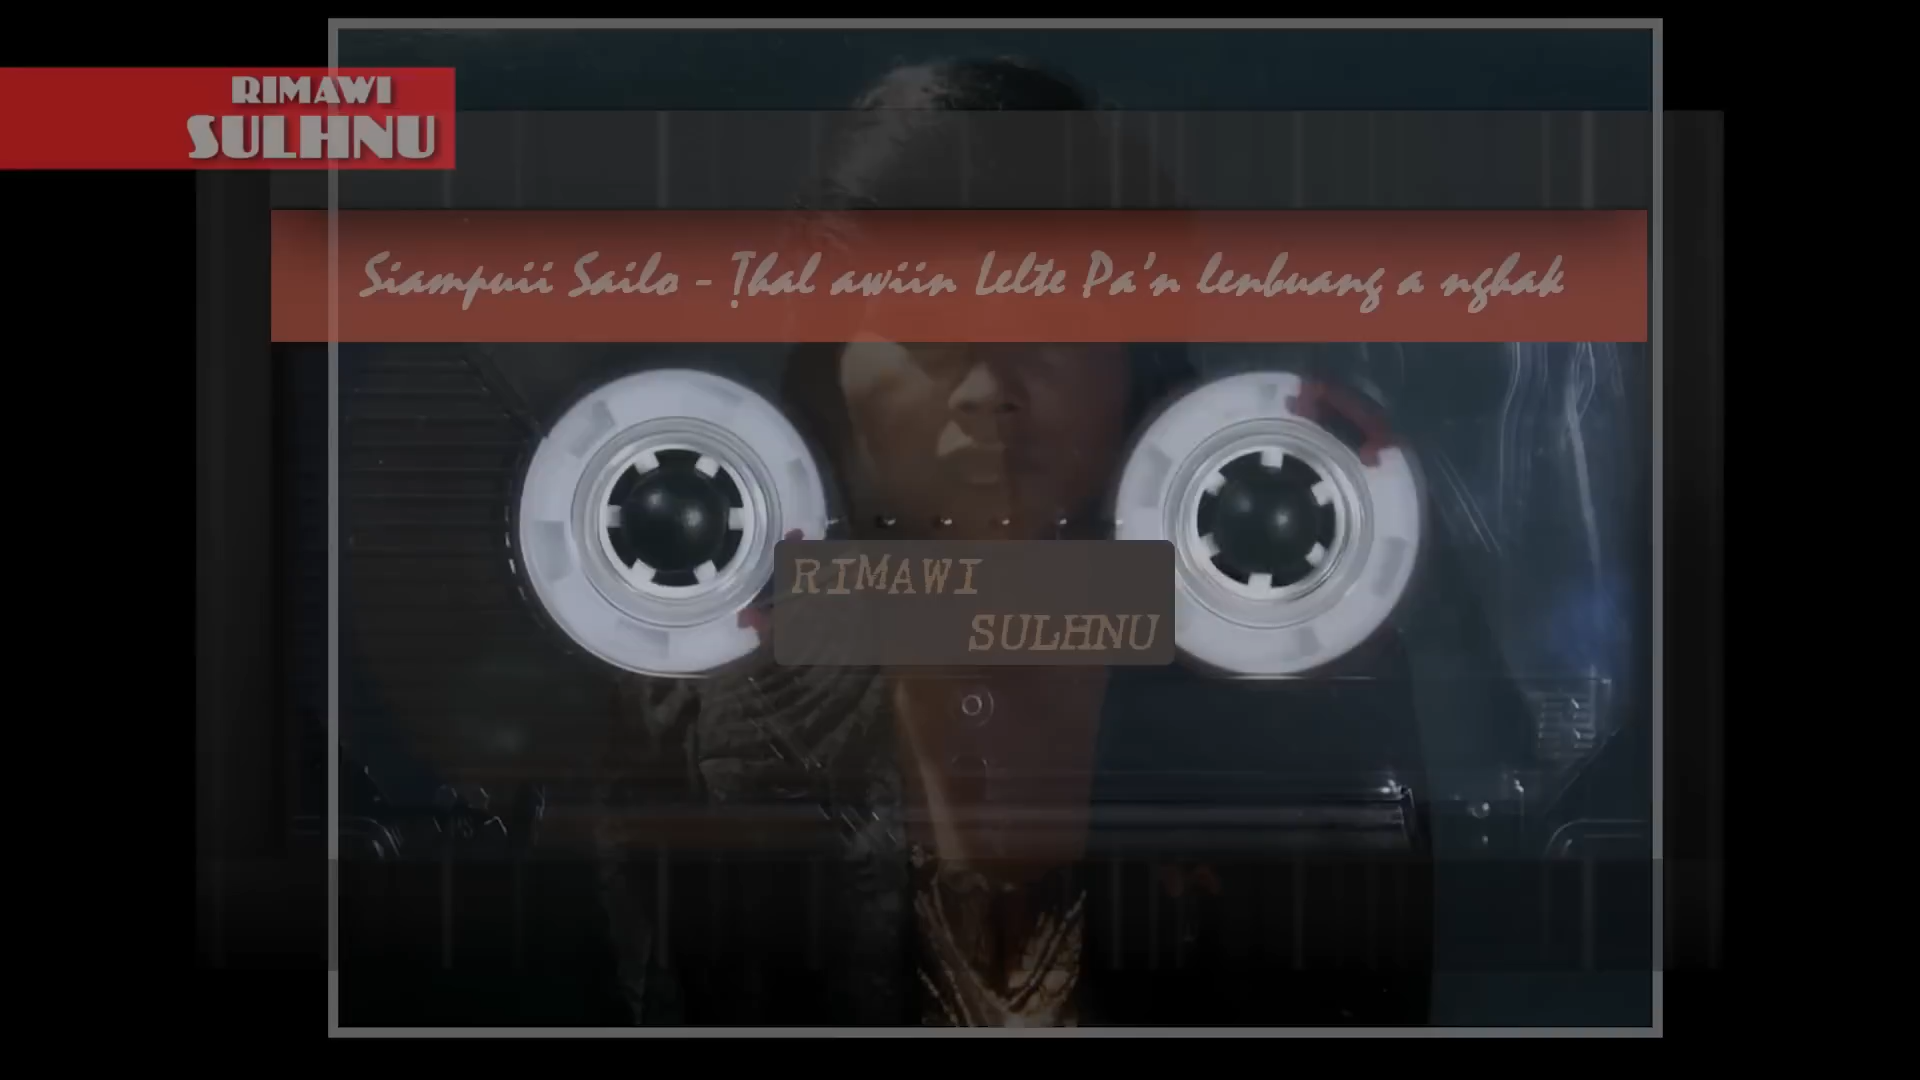 RIMAWI
SULHNU
Siampuii Sailo - Ṭhal awiin Lelte Pa'n lenbuang a nghak
RIMAWI
SULHNU